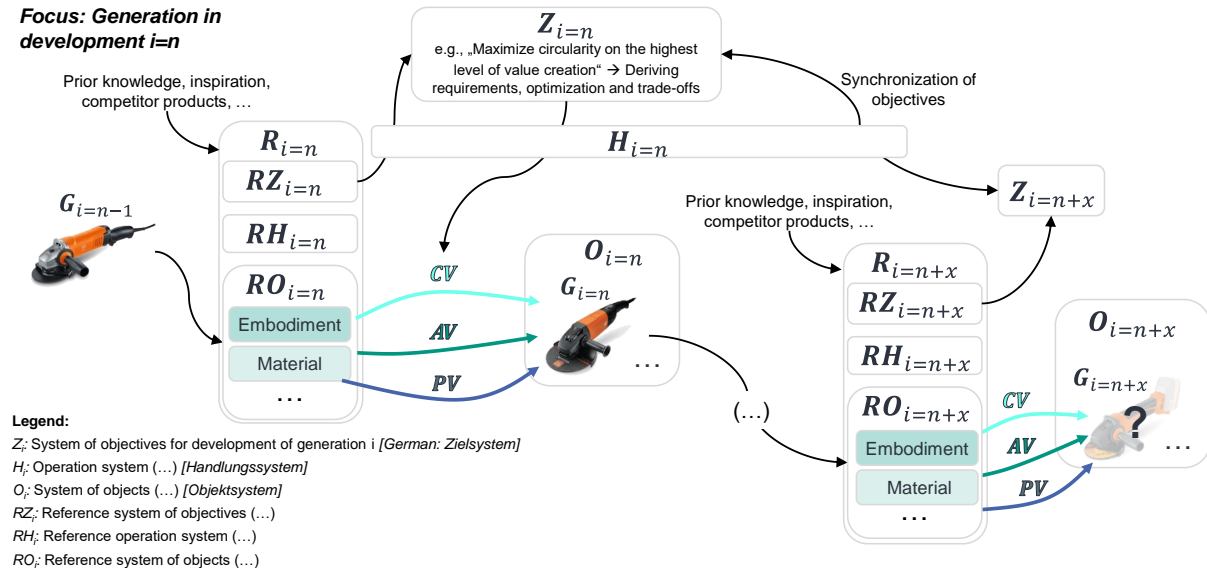 Focus: Generation in
development i=n
Z_{i=n}
e.g., „Maximize circularity on the highest
level of value creation“ → Deriving
requirements, optimization and trade-offs
Prior knowledge, inspiration,
competitor products, …
Synchronization of
objectives
H_{i=n}
R_{i=n}
RZ_{i=n}
RH_{i=n}
RO_{i=n}
Embodiment
Material
…
G_{i=n−1}
CV
AV
PV
O_{i=n}
G_{i=n}
…
(…)
Prior knowledge, inspiration,
competitor products, …
Z_{i=n+x}
R_{i=n+x}
RZ_{i=n+x}
RH_{i=n+x}
RO_{i=n+x}
Embodiment
Material
…
CV
AV
PV
O_{i=n+x}
G_{i=n+x}
?
…
Legend:
Z_i: System of objectives for development of generation i [German: Zielsystem]
H_i: Operation system (…) [Handlungssystem]
O_i: System of objects (…) [Objektsystem]
RZ_i: Reference system of objectives (…)
RH_i: Reference operation system (…)
RO_i: Reference system of objects (…)